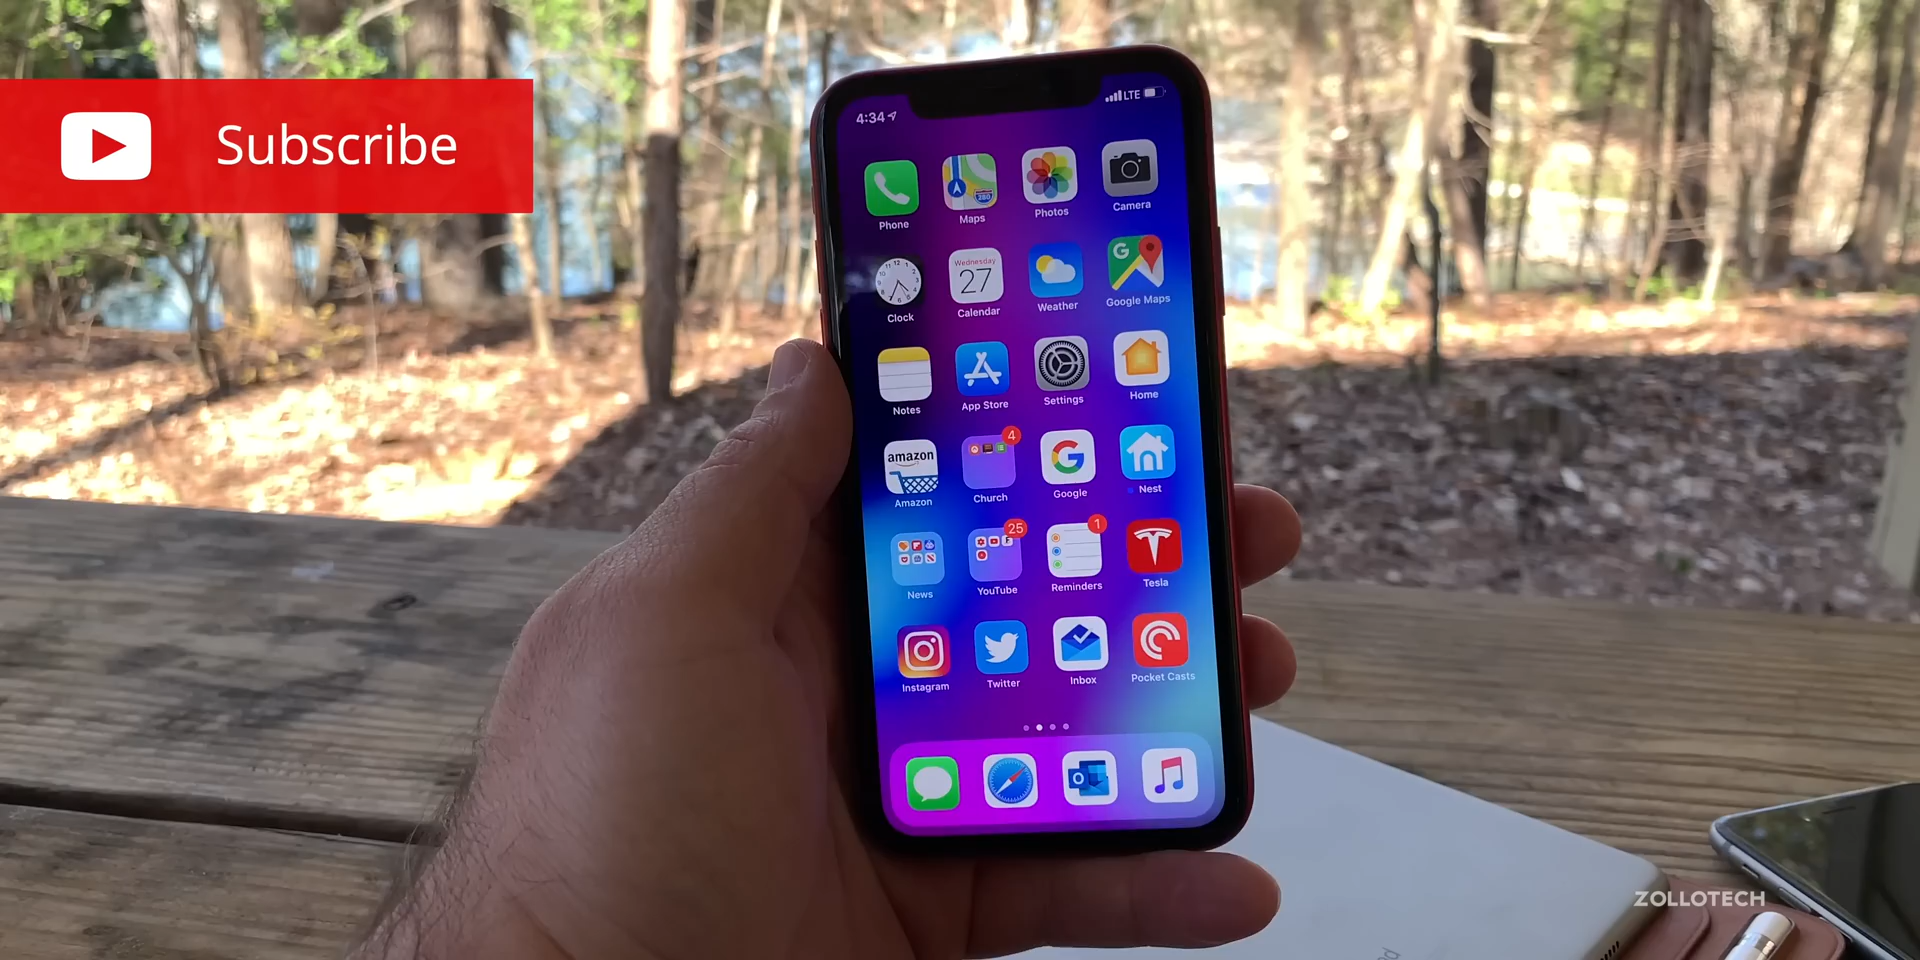 Subscribe
4:34
LTE
Phone
Maps
Photos
Camera
Clock
Wednesday
27
Calendar
Weather
G
Google Maps
Notes
App Store
Settings
Home
amazon
Amazon
4
Church
G
Google
Nest
News
25
YouTube
1
Reminders
Tesla
Instagram
Twitter
Inbox
Pocket Casts
ZOLLOTECH